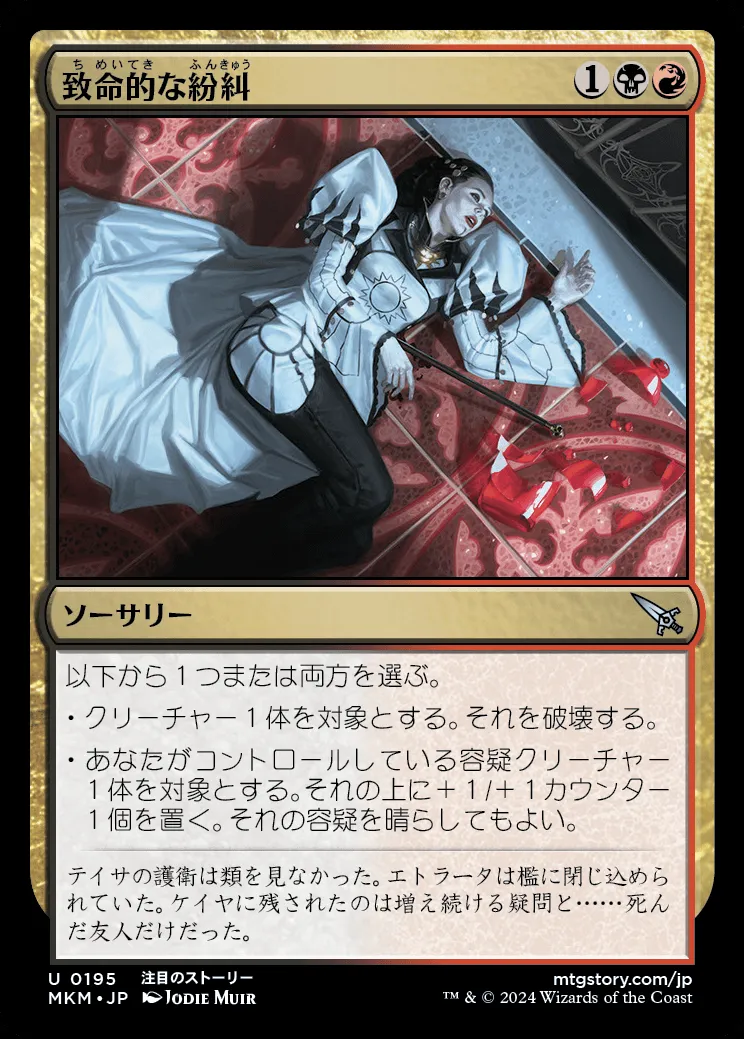 ち めいてき ふんきゅう
致命的な紛糾
1
ソーサリー
以下から１つまたは両方を選ぶ。
・クリーチャー１体を対象とする。それを破壊する。
・あなたがコントロールしている容疑クリーチャー
１体を対象とする。それの上に＋１/＋１カウンター
１個を置く。それの容疑を晴らしてもよい。
テイサの護衛は類を見なかった。エトラータは檻に閉じ込めら
れていた。ケイヤに残されたのは増え続ける疑問と……死ん
だ友人だけだった。
U 0195 注目のストーリー
mtgstory.com/jp
MKM • JP JODIE MUIR
™ & © 2024 Wizards of the Coast